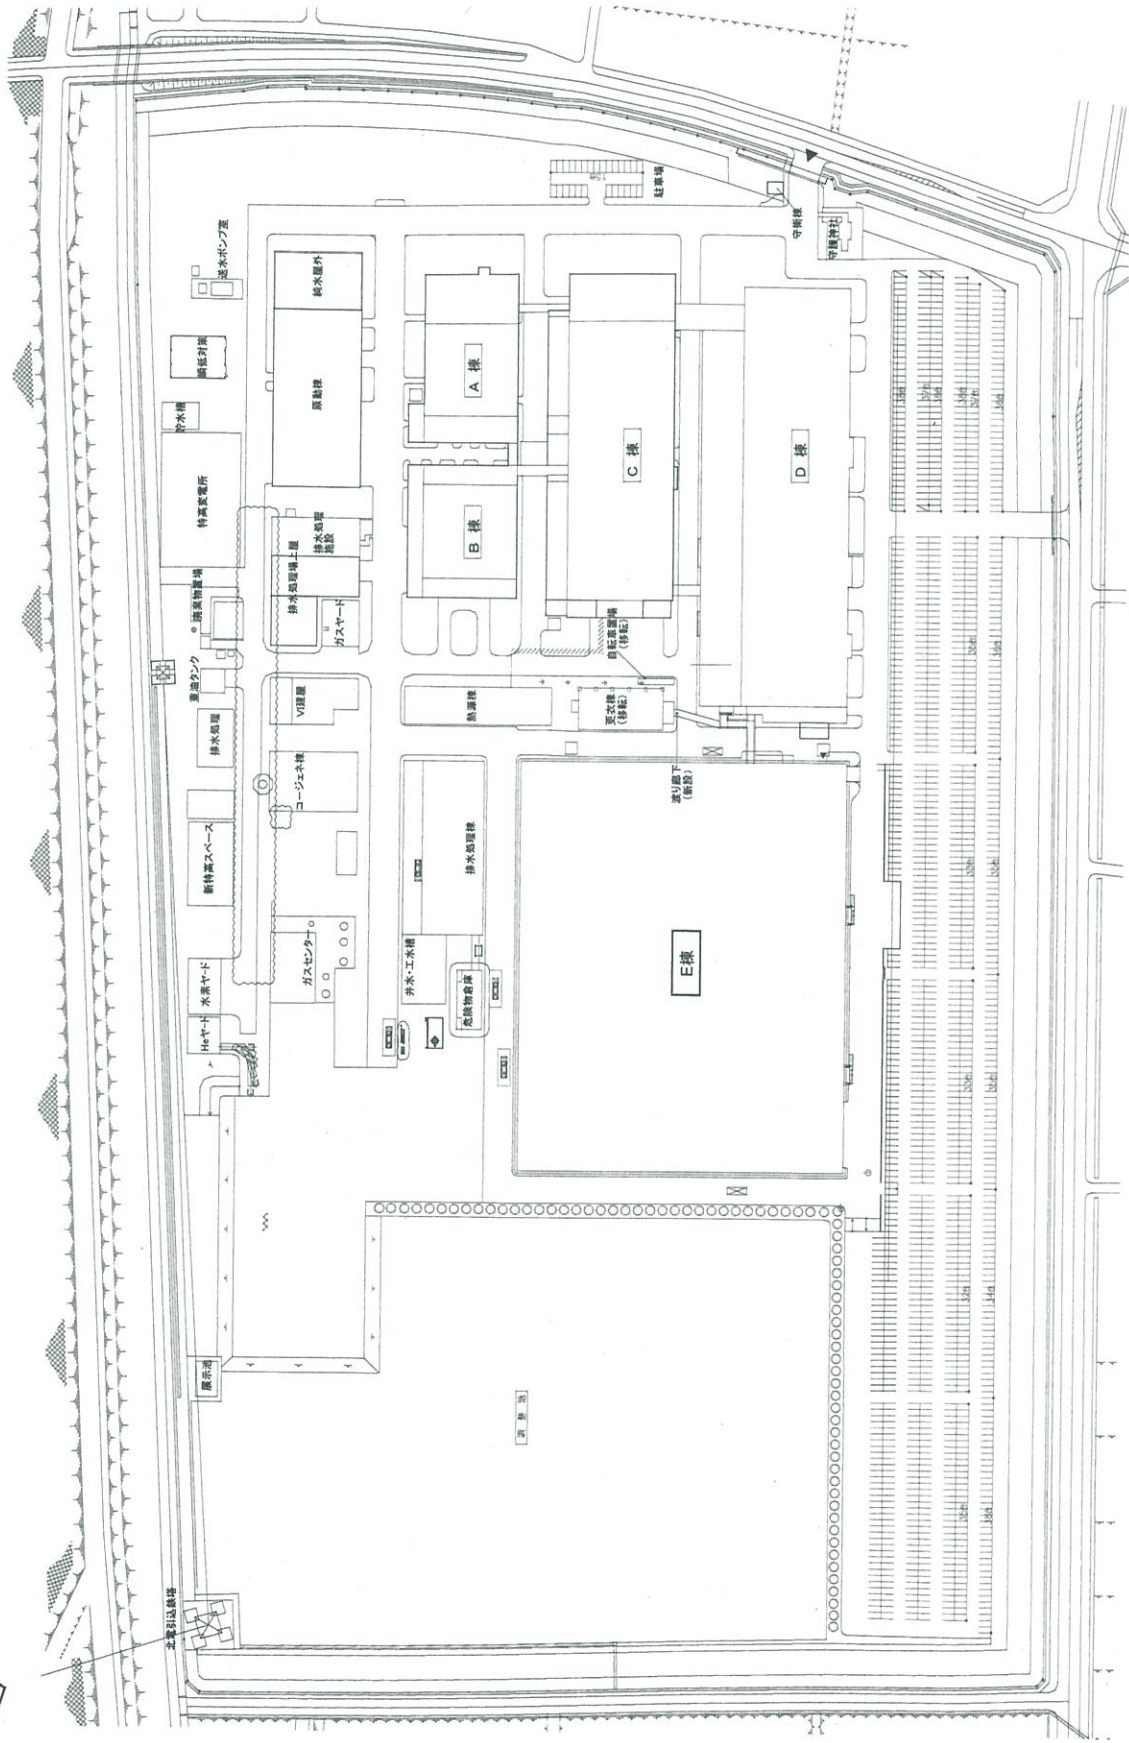 駐車場
守衛棟
守護神社
送水ポンプ室
純水屋外
瞬低対策
原動棟
貯水槽
特高変電所
A 棟
B 棟
C 棟
D 棟
排水処理
施設
排水処理場上屋
廃棄物置場
ガスヤード
重油タンク
自転車置場
(移転)
更衣棟
(移転)
熱源棟
VI建屋
排水処理
コージェネ棟
渡り廊下
(新設)
排水処理棟
新特高スペース
ガスセンター
井水・工水槽
危険物倉庫
水素ヤード
Heヤード
E棟
展示池
調整池
北電引込鉄塔